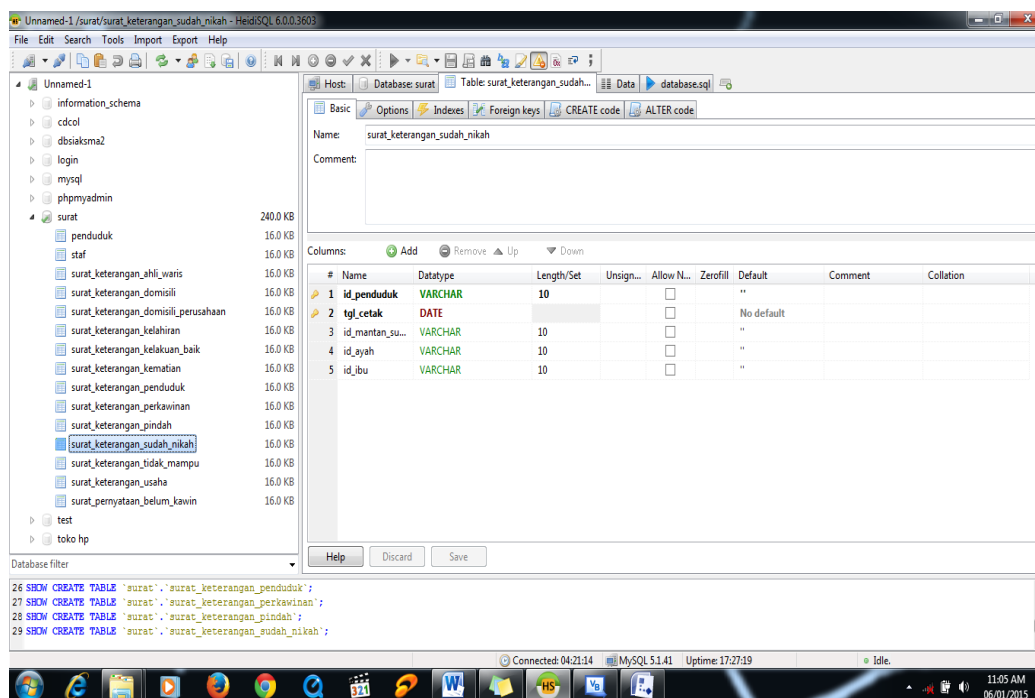 Unnamed-1 /surat/surat_keterangan_sudah_nikah - HeidiSQL 6.0.0.3603
File Edit Search Tools Import Export Help
Unnamed-1
information_schema
cdcol
dbsiaksma2
login
mysql
phpmyadmin
surat 240.0 KB
penduduk 16.0 KB
staf 16.0 KB
surat_keterangan_ahli_waris 16.0 KB
surat_keterangan_domisili 16.0 KB
surat_keterangan_domisili_perusahaan 16.0 KB
surat_keterangan_kelahiran 16.0 KB
surat_keterangan_kelakuan_baik 16.0 KB
surat_keterangan_kematian 16.0 KB
surat_keterangan_penduduk 16.0 KB
surat_keterangan_perkawinan 16.0 KB
surat_keterangan_pindah 16.0 KB
surat_keterangan_sudah_nikah 16.0 KB
surat_keterangan_tidak_mampu 16.0 KB
surat_keterangan_usaha 16.0 KB
surat_pernyataan_belum_kawin 16.0 KB
test
toko hp
Database filter
Host: Database: surat Table: surat_keterangan_sudah... Data database.sql
Basic Options Indexes Foreign keys CREATE code ALTER code
Name: surat_keterangan_sudah_nikah
Comment:
Columns: Add Remove Up Down
# Name Datatype Length/Set Unsign... Allow N... Zerofill Default Comment Collation
1 id_penduduk VARCHAR 10 ''
2 tgl_cetak DATE No default
3 id_mantan_su... VARCHAR 10 ''
4 id_ayah VARCHAR 10 ''
5 id_ibu VARCHAR 10 ''
Help Discard Save
26 SHOW CREATE TABLE `surat`.`surat_keterangan_penduduk`;
27 SHOW CREATE TABLE `surat`.`surat_keterangan_perkawinan`;
28 SHOW CREATE TABLE `surat`.`surat_keterangan_pindah`;
29 SHOW CREATE TABLE `surat`.`surat_keterangan_sudah_nikah`;
Connected: 04:21:14 MySQL 5.1.41 Uptime: 17:27:19 Idle.
321
W
HS
VB
11:05 AM
06/01/2015